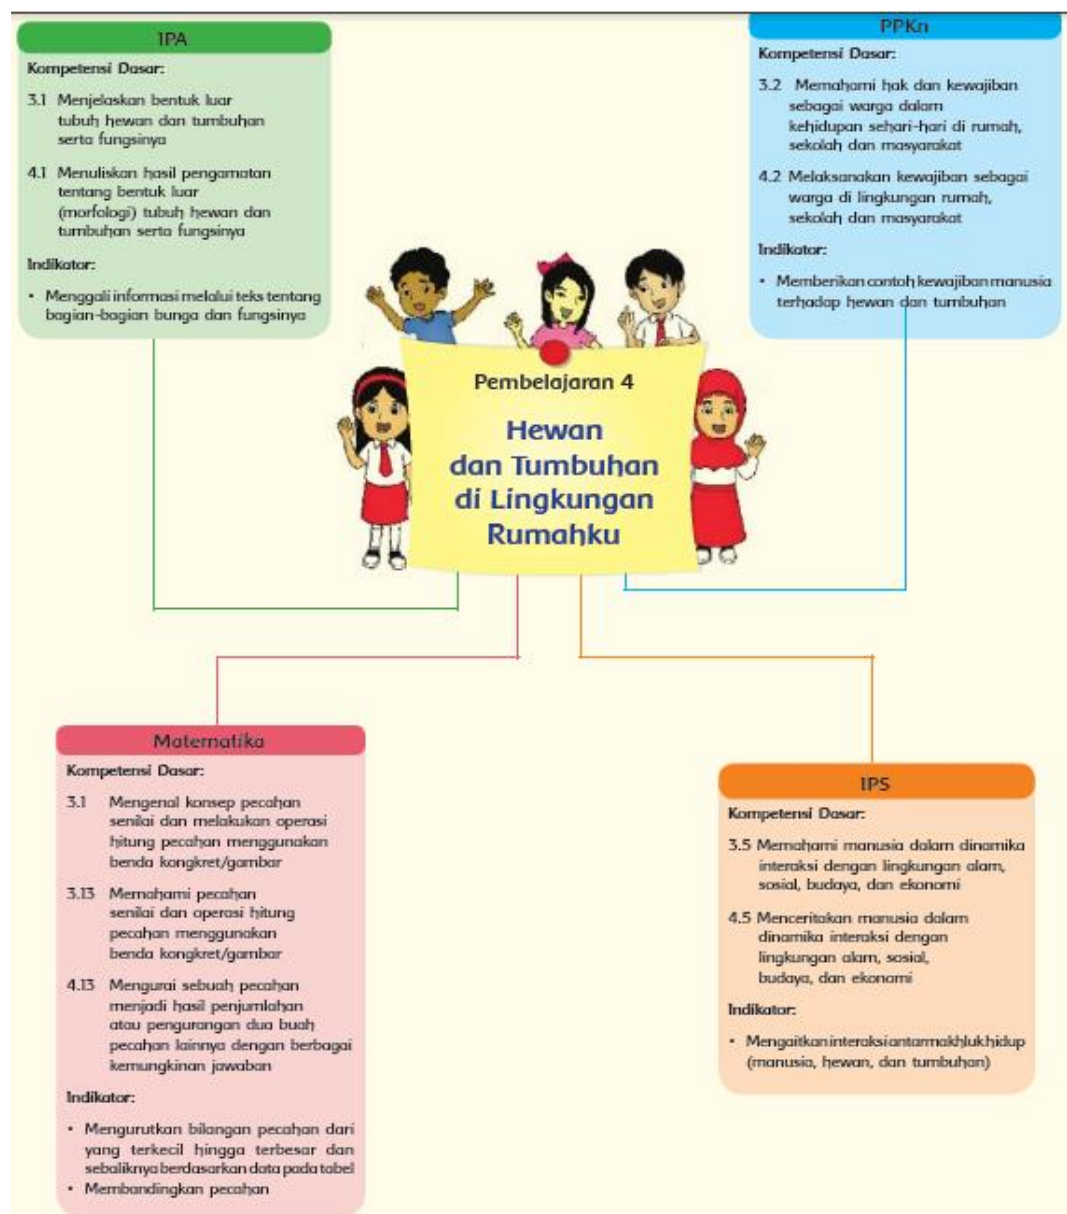 IPA
Kompetensi Dasar:
3.1 Menjelaskan bentuk luar
tubuh hewan dan tumbuhan
serta fungsinya
4.1 Menuliskan hasil pengamatan
tentang bentuk luar
(morfologi) tubuh hewan dan
tumbuhan serta fungsinya
Indikator:
• Menggali informasi melalui teks tentang
bagian-bagian bunga dan fungsinya
PPKn
Kompetensi Dasar:
3.2 Memahami hak dan kewajiban
sebagai warga dalam
kehidupan sehari-hari di rumah,
sekolah dan masyarakat
4.2 Melaksanakan kewajiban sebagai
warga di lingkungan rumah,
sekolah dan masyarakat
Indikator:
• Memberikan contoh kewajiban manusia
terhadap hewan dan tumbuhan
Pembelajaran 4
Hewan
dan Tumbuhan
di Lingkungan
Rumahku
Matematika
Kompetensi Dasar:
3.1 Mengenal konsep pecahan
senilai dan melakukan operasi
hitung pecahan menggunakan
benda kongkret/gambar
3.13 Memahami pecahan
senilai dan operasi hitung
pecahan menggunakan
benda kongkret/gambar
4.13 Mengurai sebuah pecahan
menjadi hasil penjumlahan
atau pengurangan dua buah
pecahan lainnya dengan berbagai
kemungkinan jawaban
Indikator:
• Mengurutkan bilangan pecahan dari
yang terkecil hingga terbesar dan
sebaliknya berdasarkan data pada tabel
• Membandingkan pecahan
IPS
Kompetensi Dasar:
3.5 Memahami manusia dalam dinamika
interaksi dengan lingkungan alam,
sosial, budaya, dan ekonomi
4.5 Menceritakan manusia dalam
dinamika interaksi dengan
lingkungan alam, sosial,
budaya, dan ekonomi
Indikator:
• Mengaitkan interaksi antarmakhluk hidup
(manusia, hewan, dan tumbuhan)